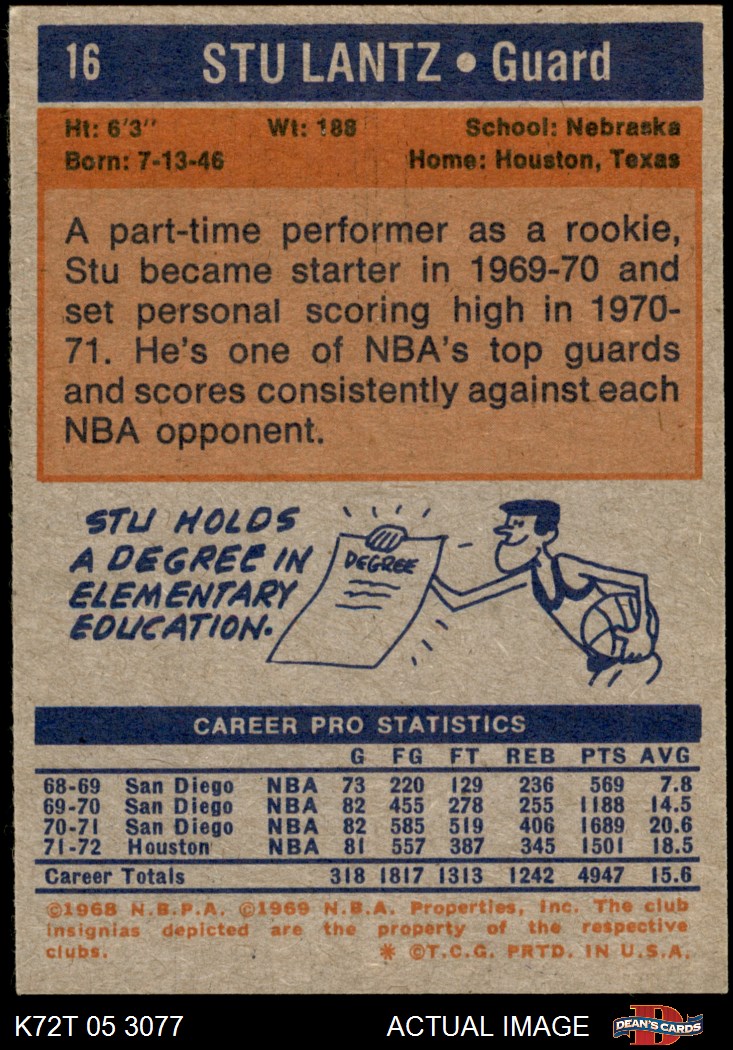 16 STU LANTZ • Guard
Ht: 6'3" Wt: 188 School: Nebraska
Born: 7-13-46 Home: Houston, Texas
A part-time performer as a rookie,
Stu became starter in 1969-70 and
set personal scoring high in 1970-
71. He's one of NBA's top guards
and scores consistently against each
NBA opponent.
STU HOLDS
A DEGREE IN
ELEMENTARY
EDUCATION.
DEGREE
CAREER PRO STATISTICS
G FG FT REB PTS AVG
68-69 San Diego NBA 73 220 129 236 569 7.8
69-70 San Diego NBA 82 455 278 255 1188 14.5
70-71 San Diego NBA 82 585 519 406 1689 20.6
71-72 Houston NBA 81 557 387 345 1501 18.5
Career Totals 318 1817 1313 1242 4947 15.6
©1968 N.B.P.A. ©1969 N.B.A. Properties, Inc. The club
insignias depicted are the property of the respective
clubs. * ©T.C.G. PRTD. IN U.S.A.
K72T 05 3077 ACTUAL IMAGE DEAN'S CARDS